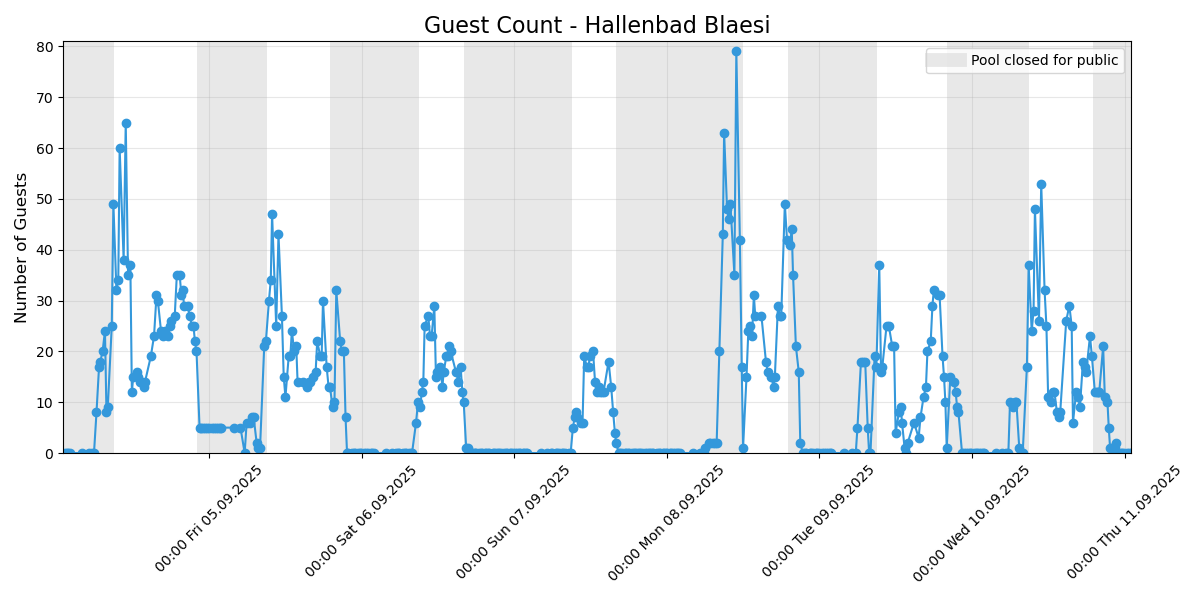 Guest Count - Hallenbad Blaesi
Pool closed for public
Number of Guests
80
70
60
50
40
30
20
10
0
00:00 Fri 05.09.2025
00:00 Sat 06.09.2025
00:00 Sun 07.09.2025
00:00 Mon 08.09.2025
00:00 Tue 09.09.2025
00:00 Wed 10.09.2025
00:00 Thu 11.09.2025